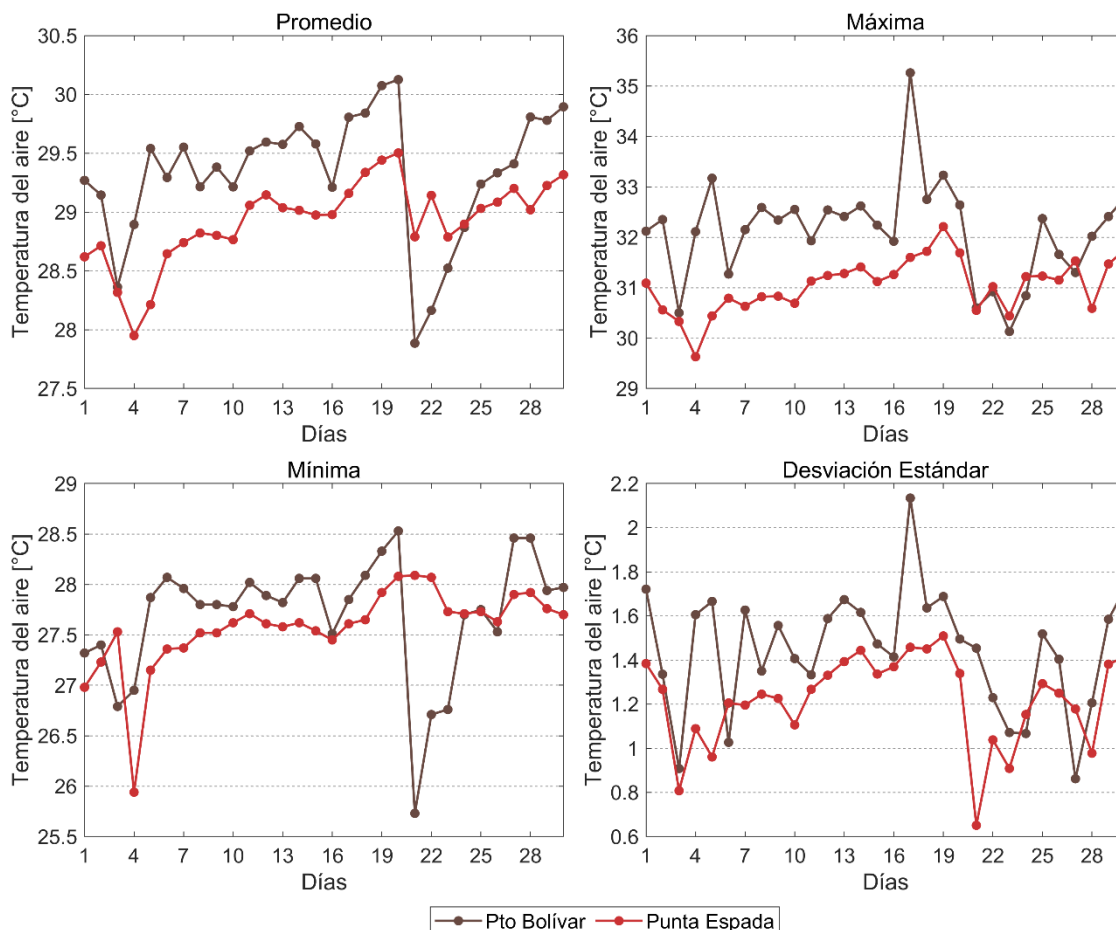 Promedio
Temperatura del aire [°C]
30.5
30
29.5
29
28.5
28
27.5
1 4 7 10 13 16 19 22 25 28
Días
Máxima
Temperatura del aire [°C]
36
35
34
33
32
31
30
29
1 4 7 10 13 16 19 22 25 28
Días
Mínima
Temperatura del aire [°C]
29
28.5
28
27.5
27
26.5
26
25.5
1 4 7 10 13 16 19 22 25 28
Días
Desviación Estándar
Temperatura del aire [°C]
2.2
2
1.8
1.6
1.4
1.2
1
0.8
0.6
1 4 7 10 13 16 19 22 25 28
Días
Pto Bolívar Punta Espada